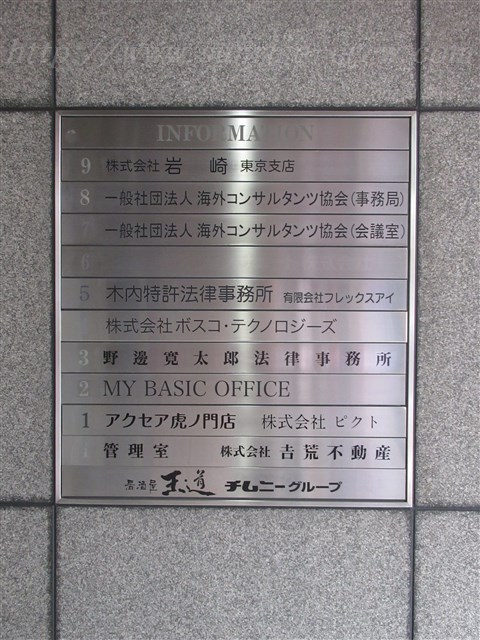 INFORMATION
9 株式会社 岩崎 東京支店
8 一般社団法人 海外コンサルタンツ協会(事務局)
7 一般社団法人 海外コンサルタンツ協会(会議室)
6
5 木内特許法律事務所 有限会社フレックスアイ
株式会社ボスコ・テクノロジーズ
3 野邊寛太郎法律事務所
2 MY BASIC OFFICE
1 アクセア虎ノ門店 株式会社 ピクト
管理室 株式会社 吉荒不動産
居酒屋 王道 チムニーグループ